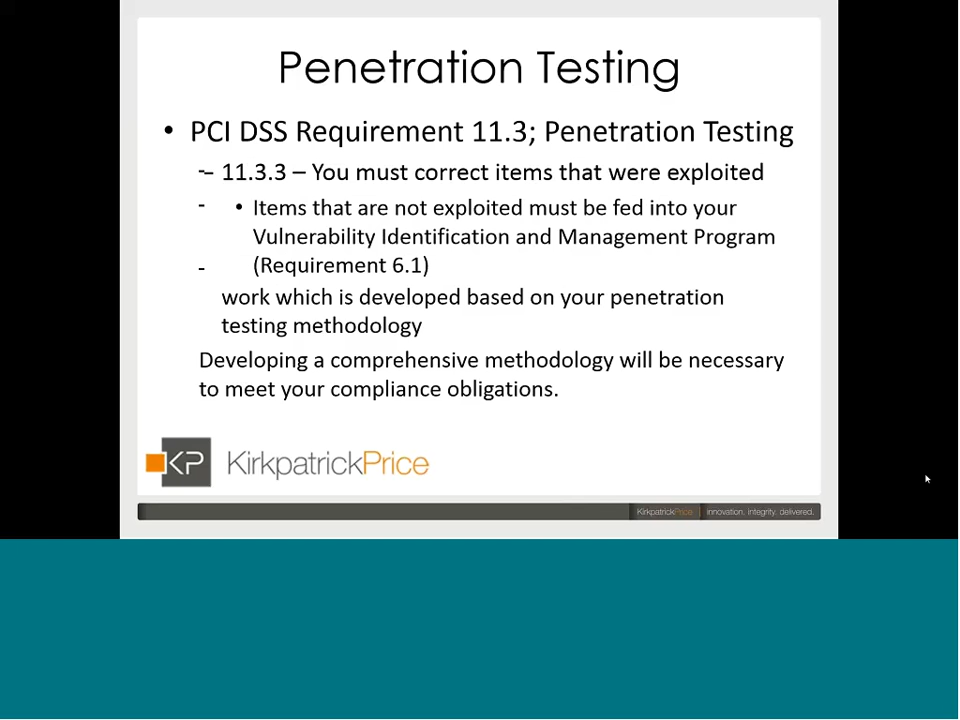 Penetration Testing
• PCI DSS Requirement 11.3; Penetration Testing
– 11.3.3 – You must correct items that were exploited
• Items that are not exploited must be fed into your
Vulnerability Identification and Management Program
(Requirement 6.1)
work which is developed based on your penetration
testing methodology
Developing a comprehensive methodology will be necessary
to meet your compliance obligations.
KP KirkpatrickPrice
KirkpatrickPrice innovation. integrity. delivered.